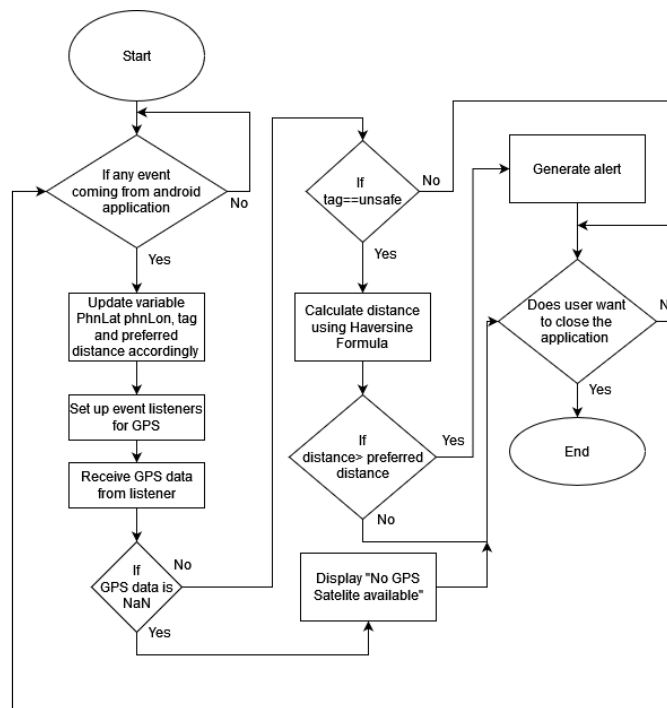 Start
If any event
coming from android
application
No
Yes
Update variable
PhnLat phnLon, tag
and preferred
distance accordingly
Set up event listeners
for GPS
Receive GPS data
from listener
If
GPS data is
NaN
No
Yes
If
tag==unsafe
No
Yes
Calculate distance
using Haversine
Formula
If
distance> preferred
distance
Yes
No
Display "No GPS
Satelite available"
Generate alert
Does user want
to close the
application
Yes
End